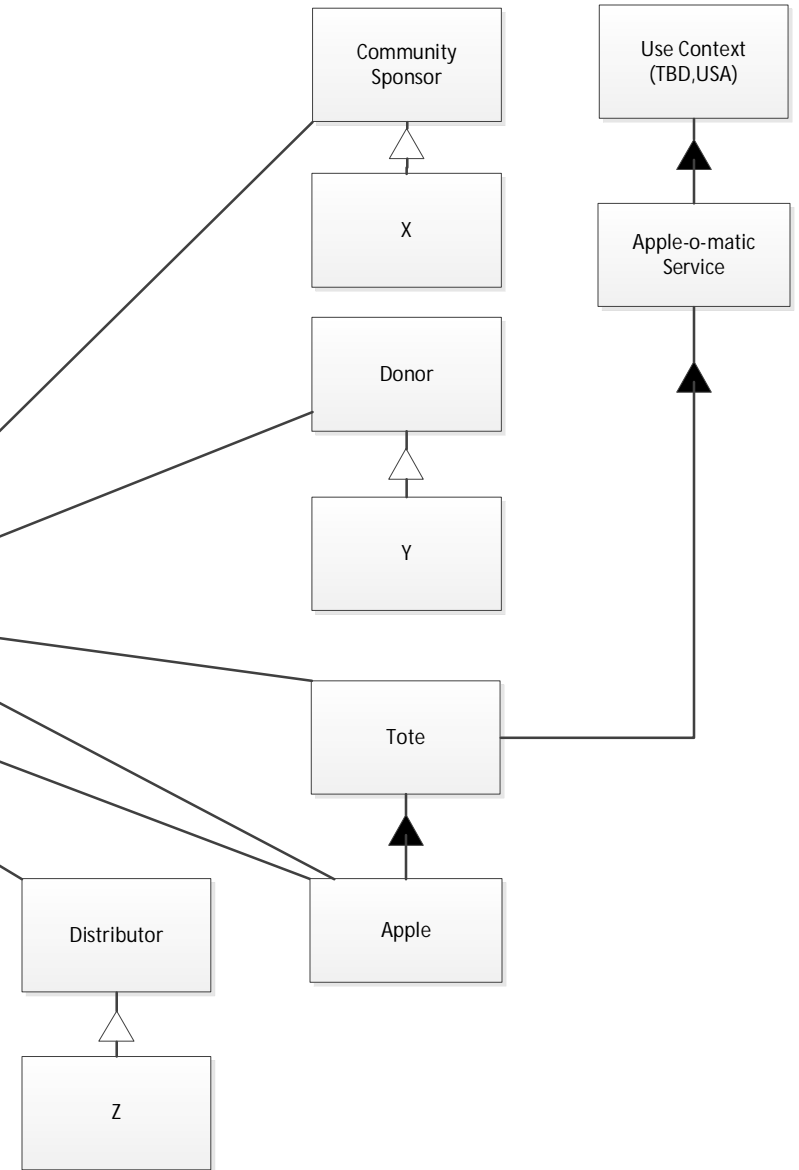 Community
Sponsor
Use Context
(TBD,USA)
X
Apple-o-matic
Service
Donor
Y
Tote
Distributor
Apple
Z